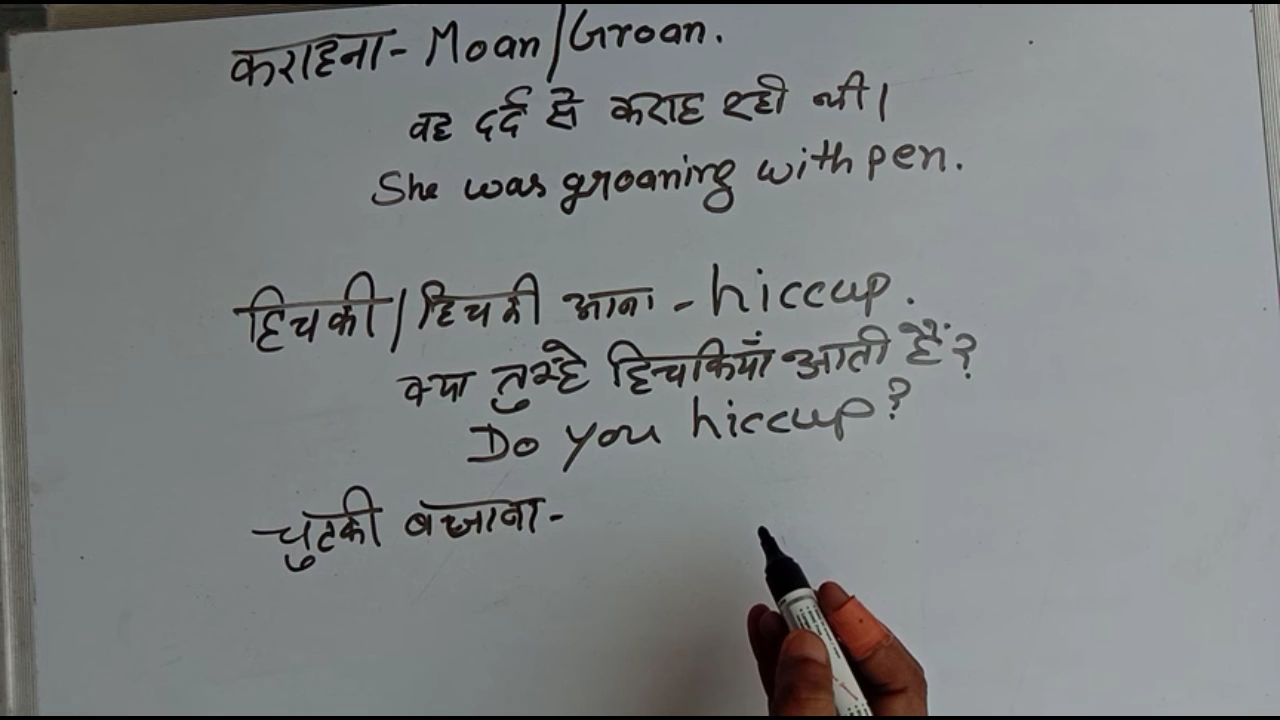 कराहना - Moan/Groan.
वह दर्द से कराह रही थी।
She was groaning with pen.
हिचकी/हिचकी आना - hiccup.
क्या तुम्हे हिचकियाँ आती हैं?
Do you hiccup?
चुटकी बजाना -